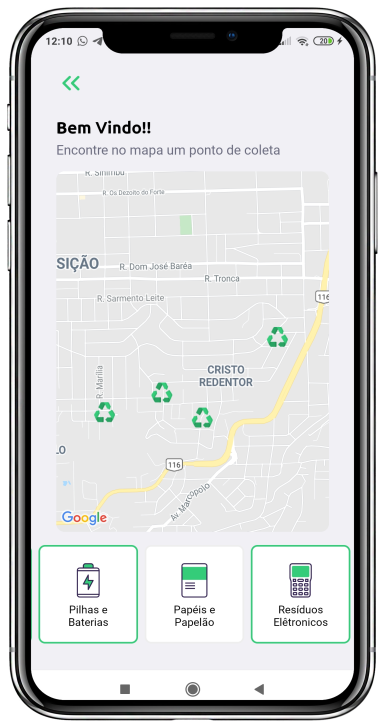 12:10
20
Bem Vindo!!
Encontre no mapa um ponto de coleta
R. Sinimbu
R. Os Dezoito do Forte
SIÇÃO
R. Dom José Baréa
R. Tronca
116
R. Sarmento Leite
CRISTO
REDENTOR
R. Marília
LO
116
Av. Marcopolo
Google
Pilhas e
Baterias
Papéis e
Papelão
Resíduos
Elêtronicos